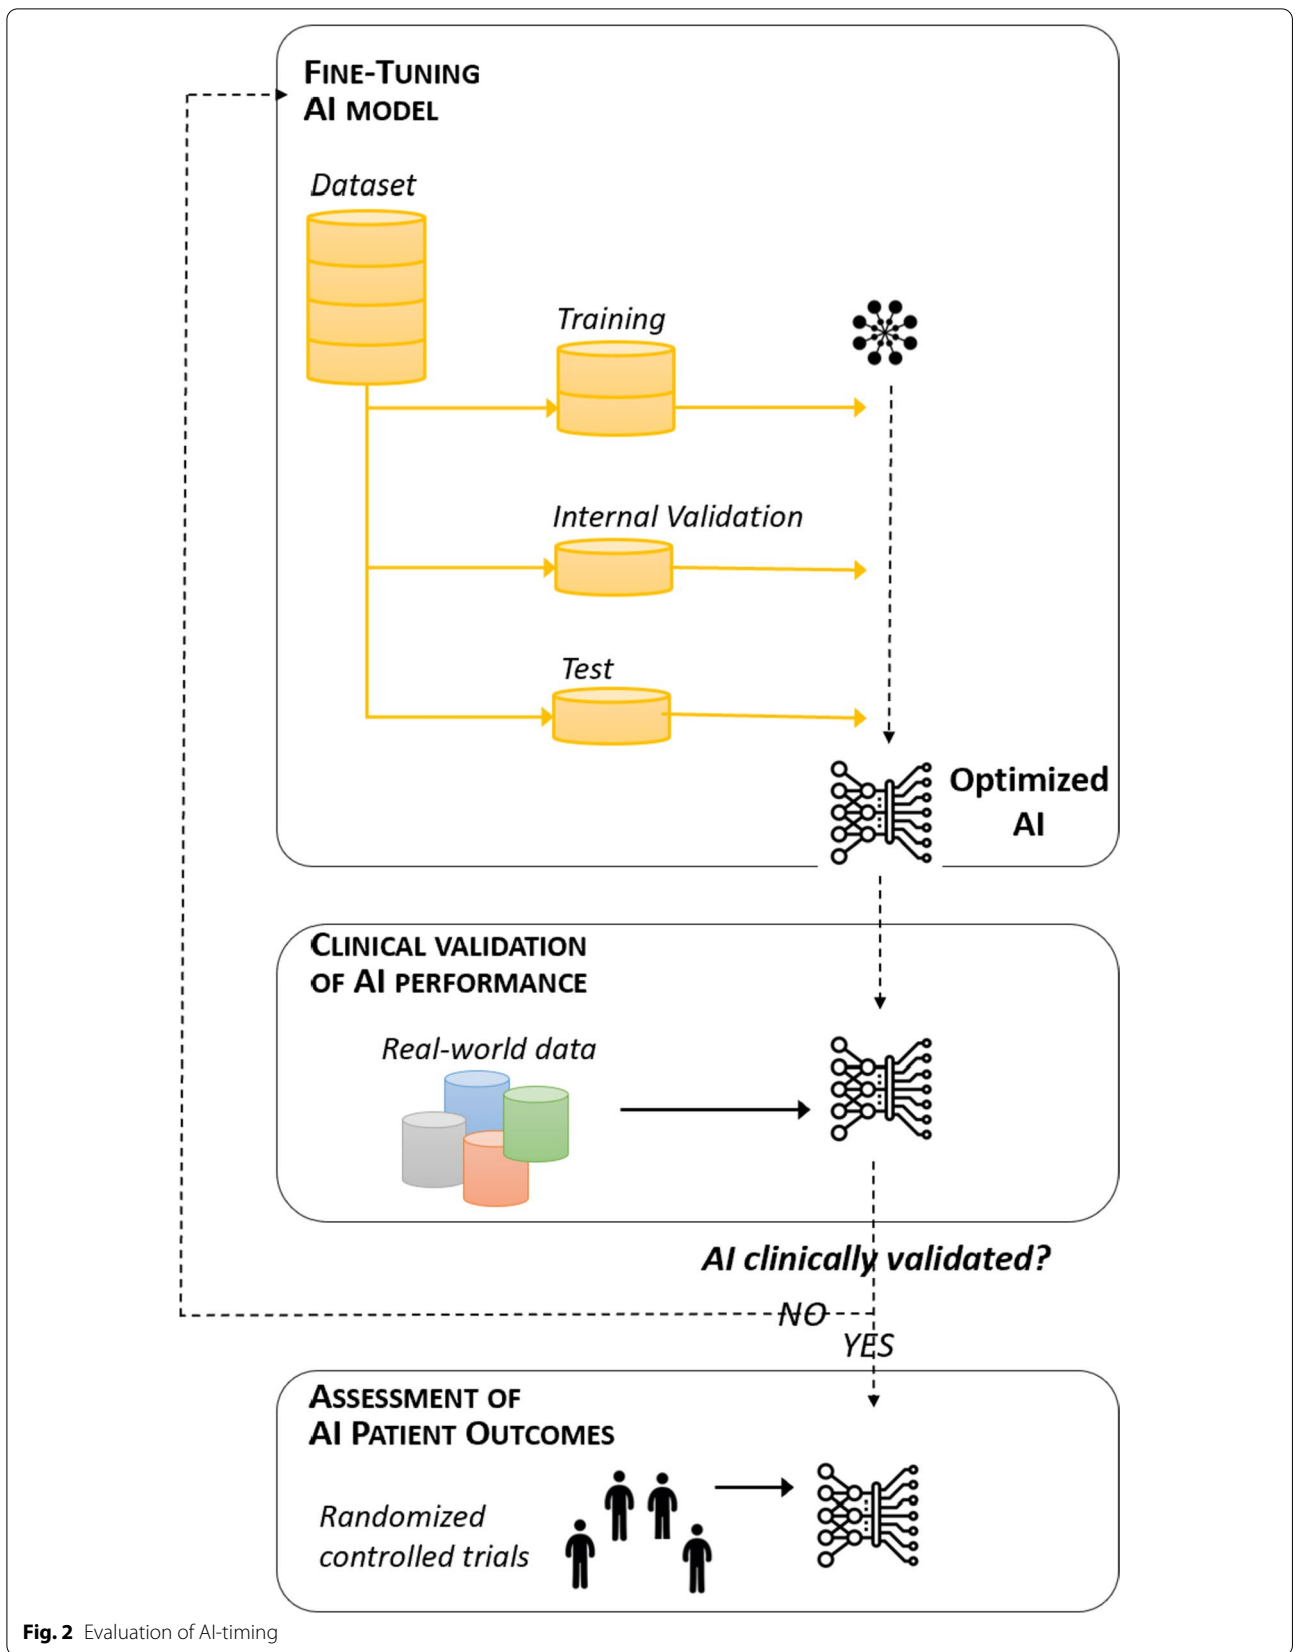 FINE-TUNING
AI MODEL
Dataset
Training
Internal Validation
Test
Optimized
AI
CLINICAL VALIDATION
OF AI PERFORMANCE
Real-world data
AI clinically validated?
NO
YES
ASSESSMENT OF
AI PATIENT OUTCOMES
Randomized
controlled trials
Fig. 2 Evaluation of AI-timing